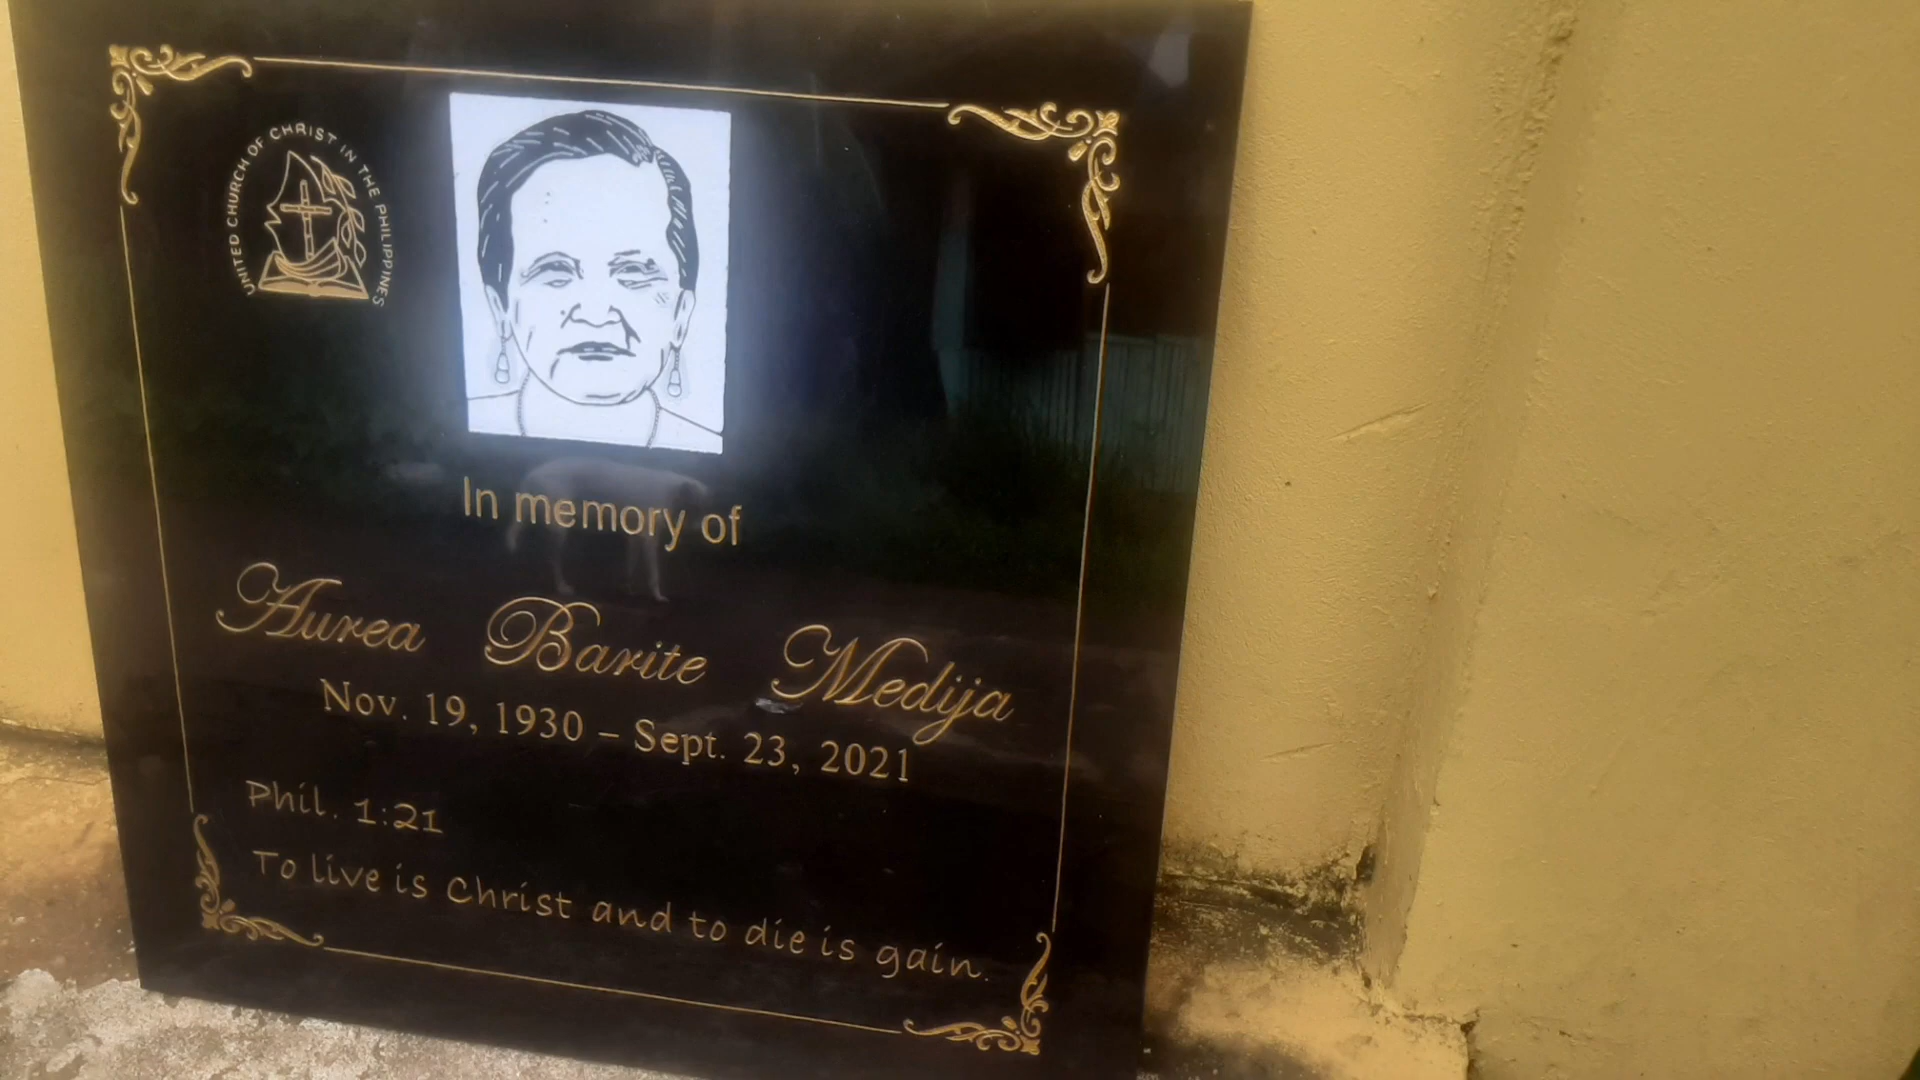 UNITED CHURCH OF CHRIST IN THE PHILIPPINES
In memory of
Aurea Barite Medija
Nov. 19, 1930 – Sept. 23, 2021
Phil. 1:21
To live is Christ and to die is gain.